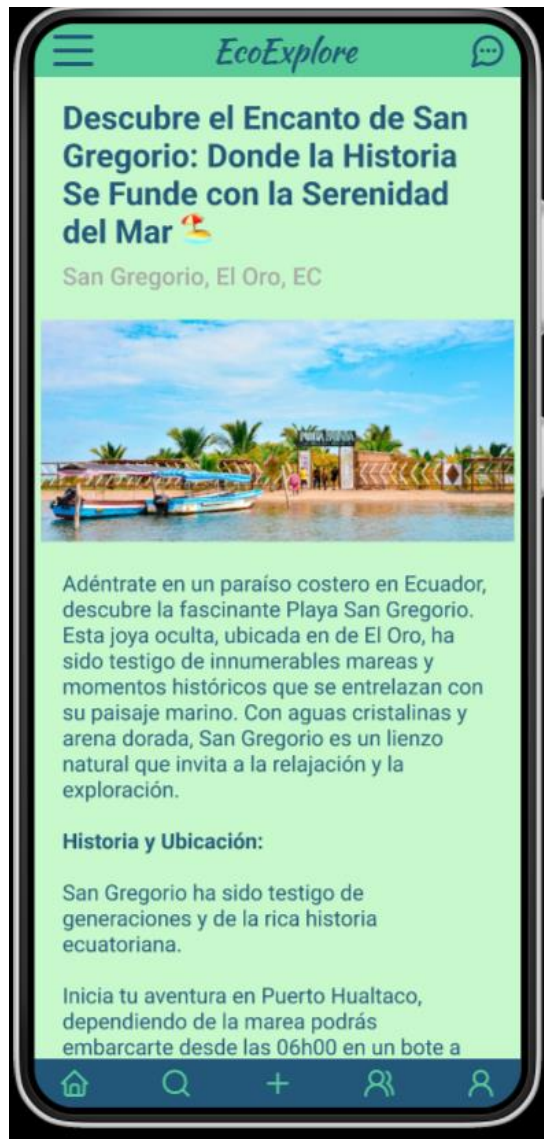 EcoExplore
Descubre el Encanto de San
Gregorio: Donde la Historia
Se Funde con la Serenidad
del Mar 🏖️
San Gregorio, El Oro, EC
Adéntrate en un paraíso costero en Ecuador,
descubre la fascinante Playa San Gregorio.
Esta joya oculta, ubicada en de El Oro, ha
sido testigo de innumerables mareas y
momentos históricos que se entrelazan con
su paisaje marino. Con aguas cristalinas y
arena dorada, San Gregorio es un lienzo
natural que invita a la relajación y la
exploración.
Historia y Ubicación:
San Gregorio ha sido testigo de
generaciones y de la rica historia
ecuatoriana.
Inicia tu aventura en Puerto Hualtaco,
dependiendo de la marea podrás
embarcarte desde las 06h00 en un bote a